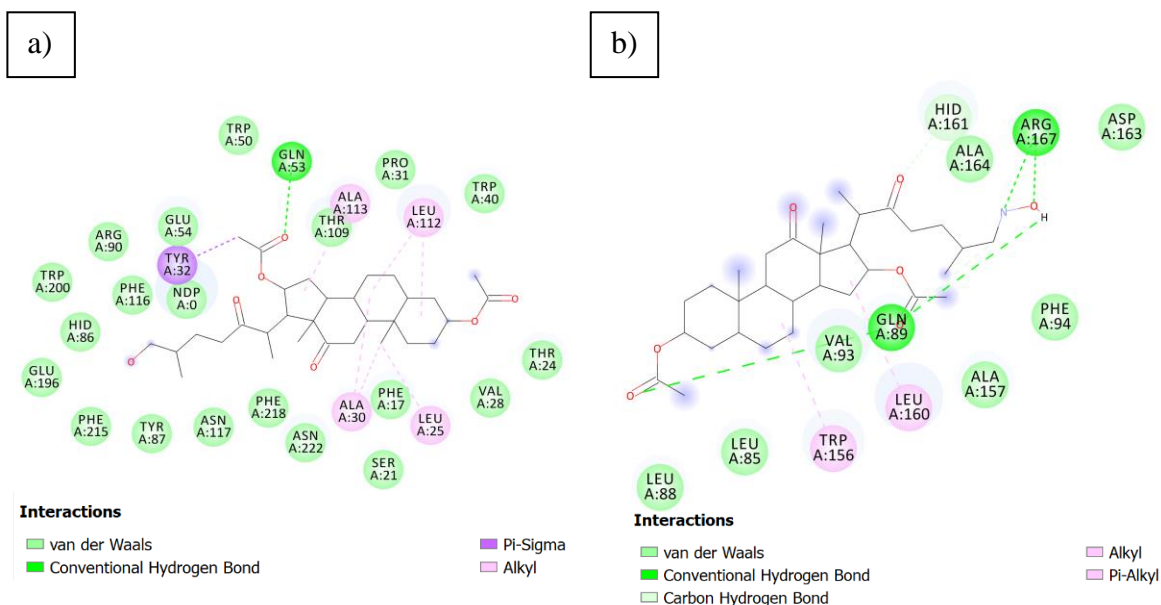 a)
TRP
A:50
GLN
A:53
PRO
A:31
TRP
A:40
ALA
A:113
LEU
A:112
THR
A:109
GLU
A:54
ARG
A:90
TYR
A:32
TRP
A:200
PHE
A:116
NDP
A:0
HID
A:86
GLU
A:196
PHE
A:215
TYR
A:87
ASN
A:117
PHE
A:218
ASN
A:222
ALA
A:30
PHE
A:17
LEU
A:25
VAL
A:28
THR
A:24
SER
A:21
O
O
O
O
O
O
O
Interactions
van der Waals
Conventional Hydrogen Bond
Pi-Sigma
Alkyl
b)
HID
A:161
ALA
A:164
ARG
A:167
ASP
A:163
PHE
A:94
GLN
A:89
VAL
A:93
ALA
A:157
LEU
A:160
TRP
A:156
LEU
A:85
LEU
A:88
O
O
N
O
H
O
O
O
O
Interactions
van der Waals
Conventional Hydrogen Bond
Carbon Hydrogen Bond
Alkyl
Pi-Alkyl